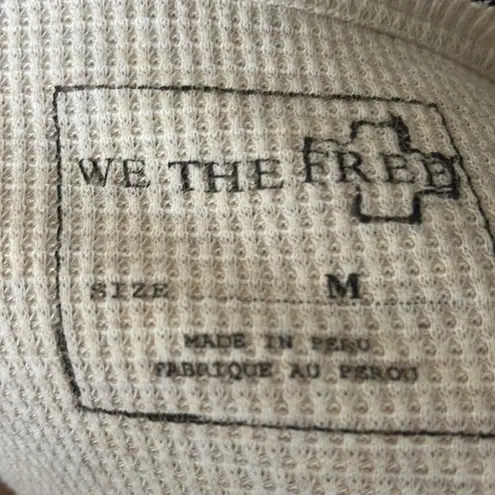 WE THE FREE
SIZE M
MADE IN PERU
FABRIQUE AU PEROU